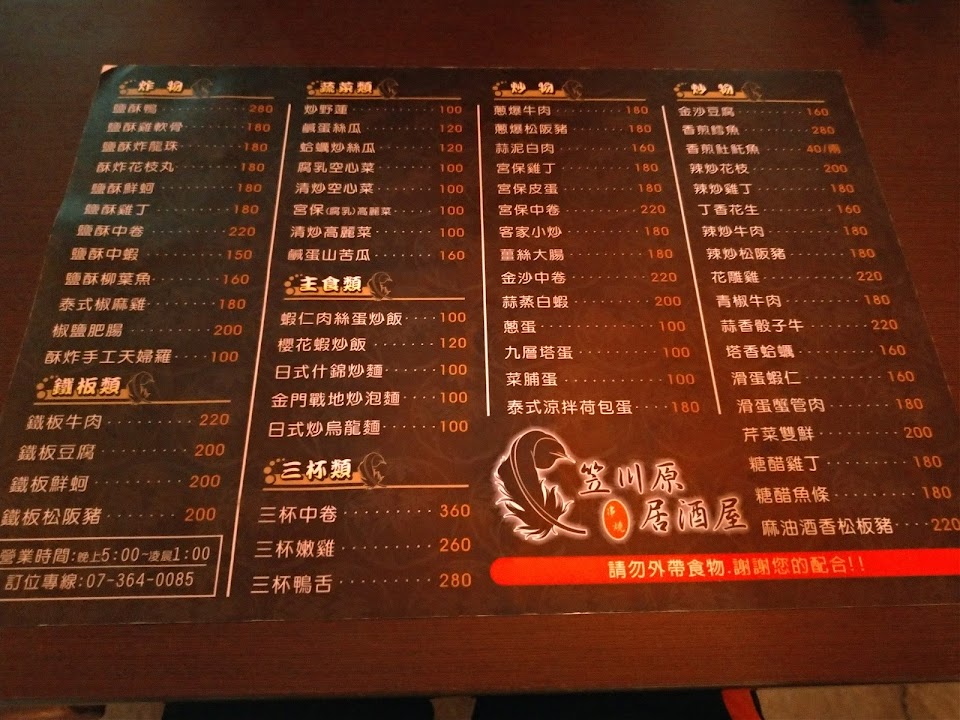 炸物
鹽酥鴨 280
鹽酥雞軟骨 180
鹽酥炸龍珠 180
酥炸花枝丸 180
鹽酥鮮蚵 180
鹽酥雞丁 180
鹽酥中卷 220
鹽酥中蝦 150
鹽酥柳葉魚 160
泰式椒麻雞 180
椒鹽肥腸 200
酥炸手工天婦羅 100
鐵板類
鐵板牛肉 220
鐵板豆腐 200
鐵板鮮蚵 200
鐵板松阪豬 200
營業時間:晚上5:00~凌晨1:00
訂位專線:07-364-0085
蔬菜類
炒野蓮 100
鹹蛋絲瓜 120
蛤蠣炒絲瓜 120
腐乳空心菜 100
清炒空心菜 100
宮保(腐乳)高麗菜 100
清炒高麗菜 100
鹹蛋山苦瓜 160
主食類
蝦仁肉絲蛋炒飯 100
櫻花蝦炒飯 120
日式什錦炒麵 100
金門戰地炒泡麵 100
日式炒烏龍麵 100
三杯類
三杯中卷 360
三杯嫩雞 260
三杯鴨舌 280
炒物
蔥爆牛肉 180
蔥爆松阪豬 180
蒜泥白肉 160
宮保雞丁 180
宮保皮蛋 180
宮保中卷 220
客家小炒 180
薑絲大腸 180
金沙中卷 220
蒜蒸白蝦 200
蔥蛋 100
九層塔蛋 100
菜脯蛋 100
泰式涼拌荷包蛋 180
炒物
金沙豆腐 160
香煎鱈魚 280
香煎𩵚魠魚 40/兩
辣炒花枝 200
辣炒雞丁 180
丁香花生 160
辣炒牛肉 180
辣炒松阪豬 180
花雕雞 220
青椒牛肉 180
蒜香骰子牛 220
塔香蛤蠣 160
滑蛋蝦仁 160
滑蛋蟹管肉 180
芹菜雙鮮 200
糖醋雞丁 180
糖醋魚條 180
麻油酒香松板豬 220
笠川原
串燒
居酒屋
請勿外帶食物.謝謝您的配合!!